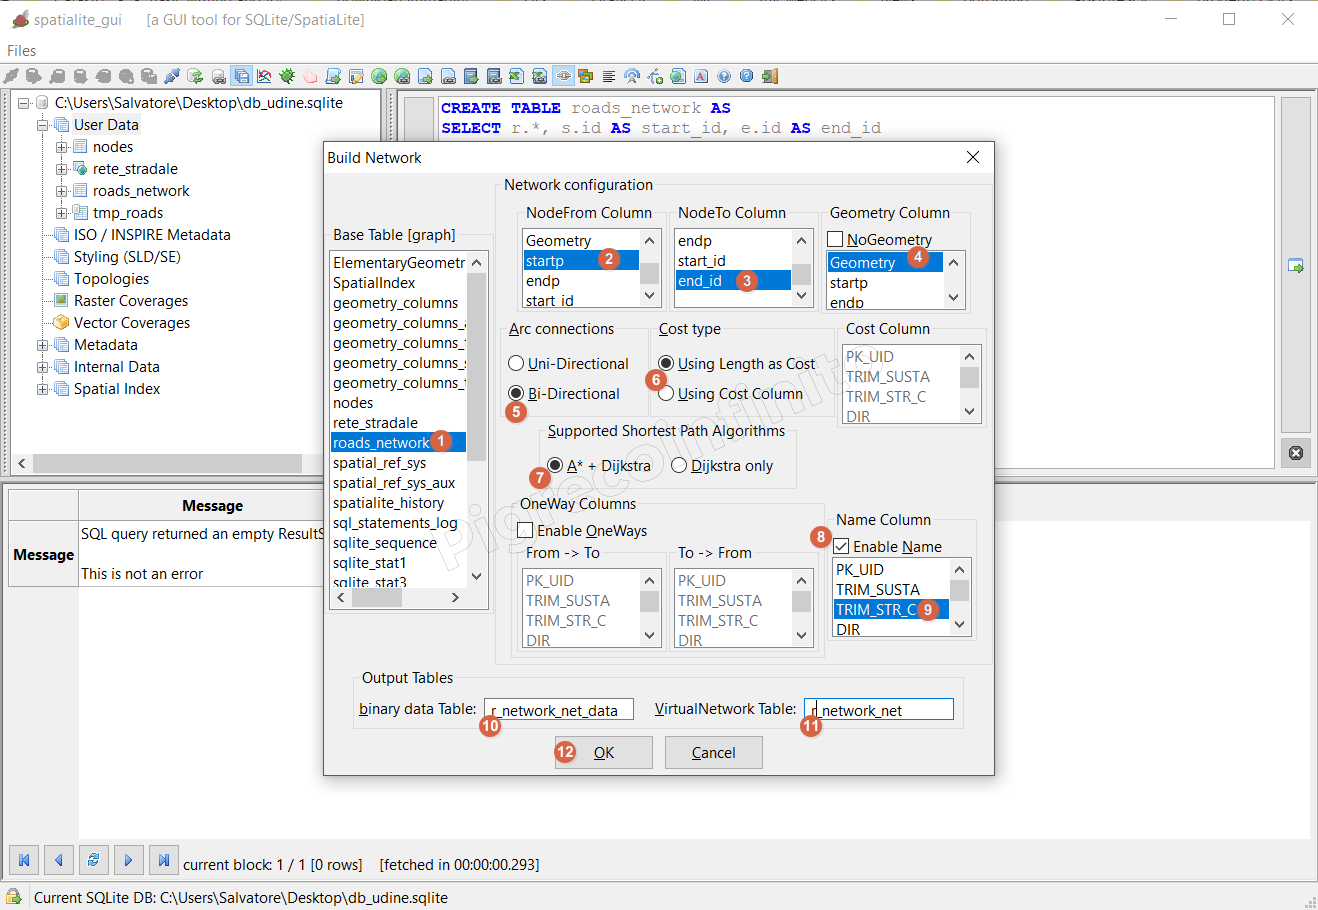 spatialite_gui [a GUI tool for SQLite/SpatiaLite]
Files
C:\Users\Salvatore\Desktop\db_udine.sqlite
User Data
nodes
rete_stradale
roads_network
tmp_roads
ISO / INSPIRE Metadata
Styling (SLD/SE)
Topologies
Raster Coverages
Vector Coverages
Metadata
Internal Data
Spatial Index
CREATE TABLE roads_network AS
SELECT r.*, s.id AS start_id, e.id AS end_id
Build Network
Base Table [graph]
ElementaryGeometr
SpatialIndex
geometry_columns
geometry_columns_a
geometry_columns_f
geometry_columns_s
geometry_columns_t
nodes
rete_stradale
roads_network 1
spatial_ref_sys
spatial_ref_sys_aux
spatialite_history
sql_statements_log
sqlite_sequence
sqlite_stat1
sqlite_stat3
Network configuration
NodeFrom Column
Geometry
startp 2
endp
start_id
NodeTo Column
endp
start_id
end_id 3
Geometry Column
NoGeometry
Geometry 4
startp
endp
Arc connections
Uni-Directional
Bi-Directional
5
Cost type
Using Length as Cost
6
Using Cost Column
Cost Column
PK_UID
TRIM_SUSTA
TRIM_STR_C
DIR
Supported Shortest Path Algorithms
A* + Dijkstra Dijkstra only
7
OneWay Columns
Enable OneWays
From -> To
PK_UID
TRIM_SUSTA
TRIM_STR_C
DIR
To -> From
PK_UID
TRIM_SUSTA
TRIM_STR_C
DIR
Name Column
8 Enable Name
PK_UID
TRIM_SUSTA
TRIM_STR_C 9
DIR
Output Tables
binary data Table: r_network_net_data VirtualNetwork Table: r_network_net
10 11
12 OK Cancel
Pigrecoinfinito
Message
Message SQL query returned an empty ResultS
This is not an error
current block: 1 / 1 [0 rows] [fetched in 00:00:00.293]
Current SQLite DB: C:\Users\Salvatore\Desktop\db_udine.sqlite